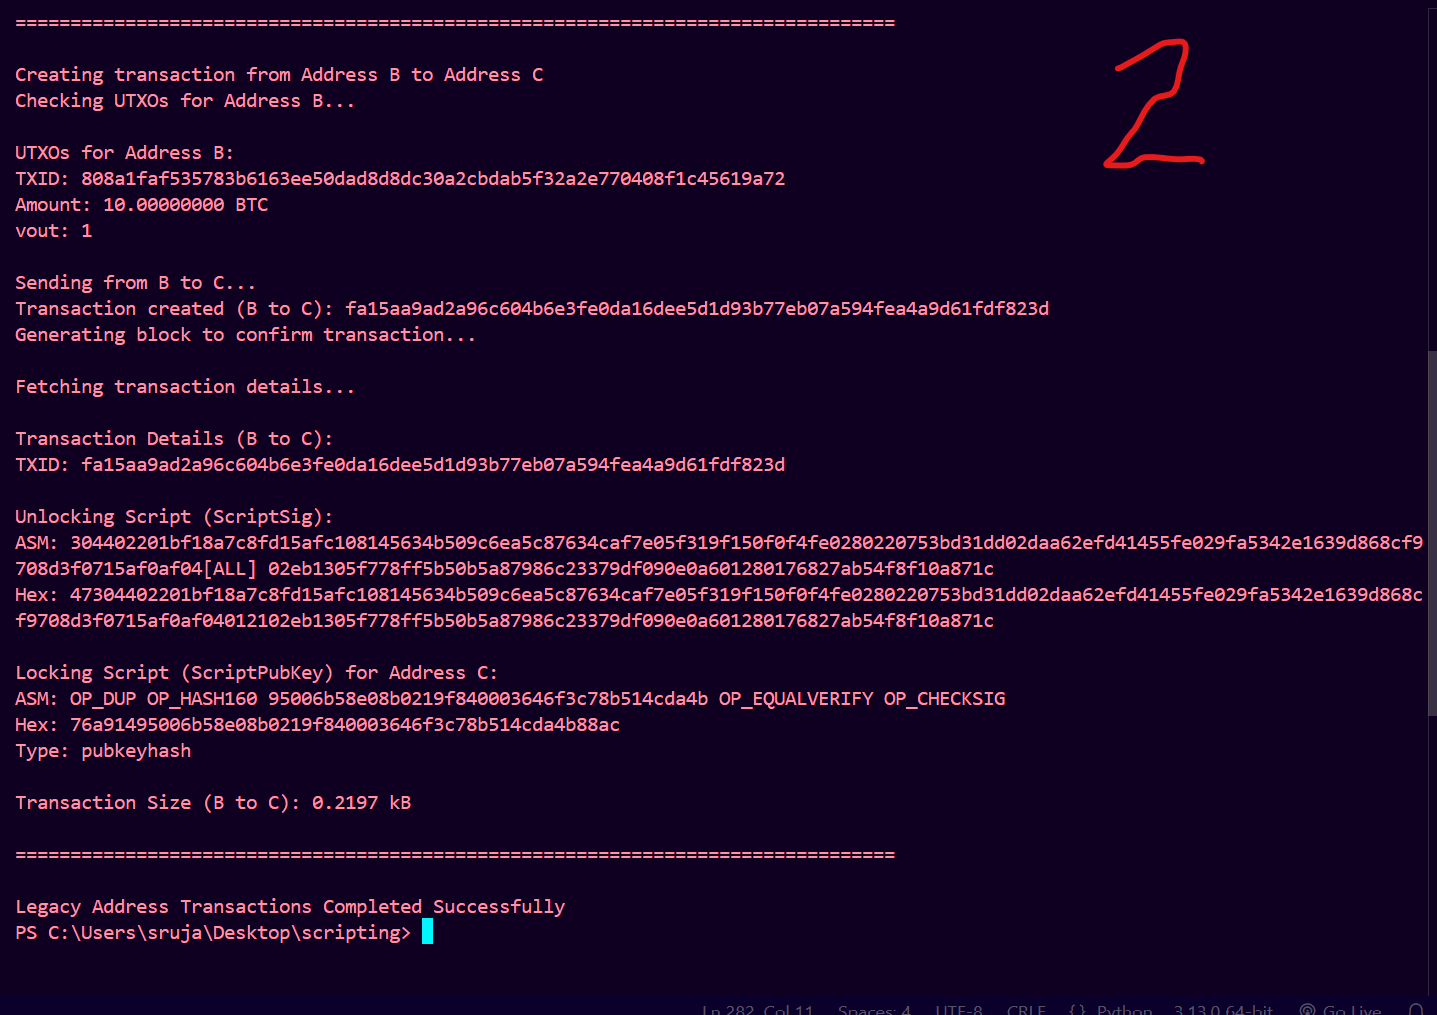 ================================================================================
2
Creating transaction from Address B to Address C
Checking UTXOs for Address B...
UTXOs for Address B:
TXID: 808a1faf535783b6163ee50dad8d8dc30a2cbdab5f32a2e770408f1c45619a72
Amount: 10.00000000 BTC
vout: 1
Sending from B to C...
Transaction created (B to C): fa15aa9ad2a96c604b6e3fe0da16dee5d1d93b77eb07a594fea4a9d61fdf823d
Generating block to confirm transaction...
Fetching transaction details...
Transaction Details (B to C):
TXID: fa15aa9ad2a96c604b6e3fe0da16dee5d1d93b77eb07a594fea4a9d61fdf823d
Unlocking Script (ScriptSig):
ASM: 304402201bf18a7c8fd15afc108145634b509c6ea5c87634caf7e05f319f150f0f4fe0280220753bd31dd02daa62efd41455fe029fa5342e1639d868cf9
708d3f0715af0af04[ALL] 02eb1305f778ff5b50b5a87986c23379df090e0a601280176827ab54f8f10a871c
Hex: 47304402201bf18a7c8fd15afc108145634b509c6ea5c87634caf7e05f319f150f0f4fe0280220753bd31dd02daa62efd41455fe029fa5342e1639d868c
f9708d3f0715af0af04012102eb1305f778ff5b50b5a87986c23379df090e0a601280176827ab54f8f10a871c
Locking Script (ScriptPubKey) for Address C:
ASM: OP_DUP OP_HASH160 95006b58e08b0219f840003646f3c78b514cda4b OP_EQUALVERIFY OP_CHECKSIG
Hex: 76a91495006b58e08b0219f840003646f3c78b514cda4b88ac
Type: pubkeyhash
Transaction Size (B to C): 0.2197 kB
================================================================================
Legacy Address Transactions Completed Successfully
PS C:\Users\sruja\Desktop\scripting>
Ln 282, Col 11 Spaces: 4 UTF-8 CRLF {} Python 3.13.0 64-bit Go Live